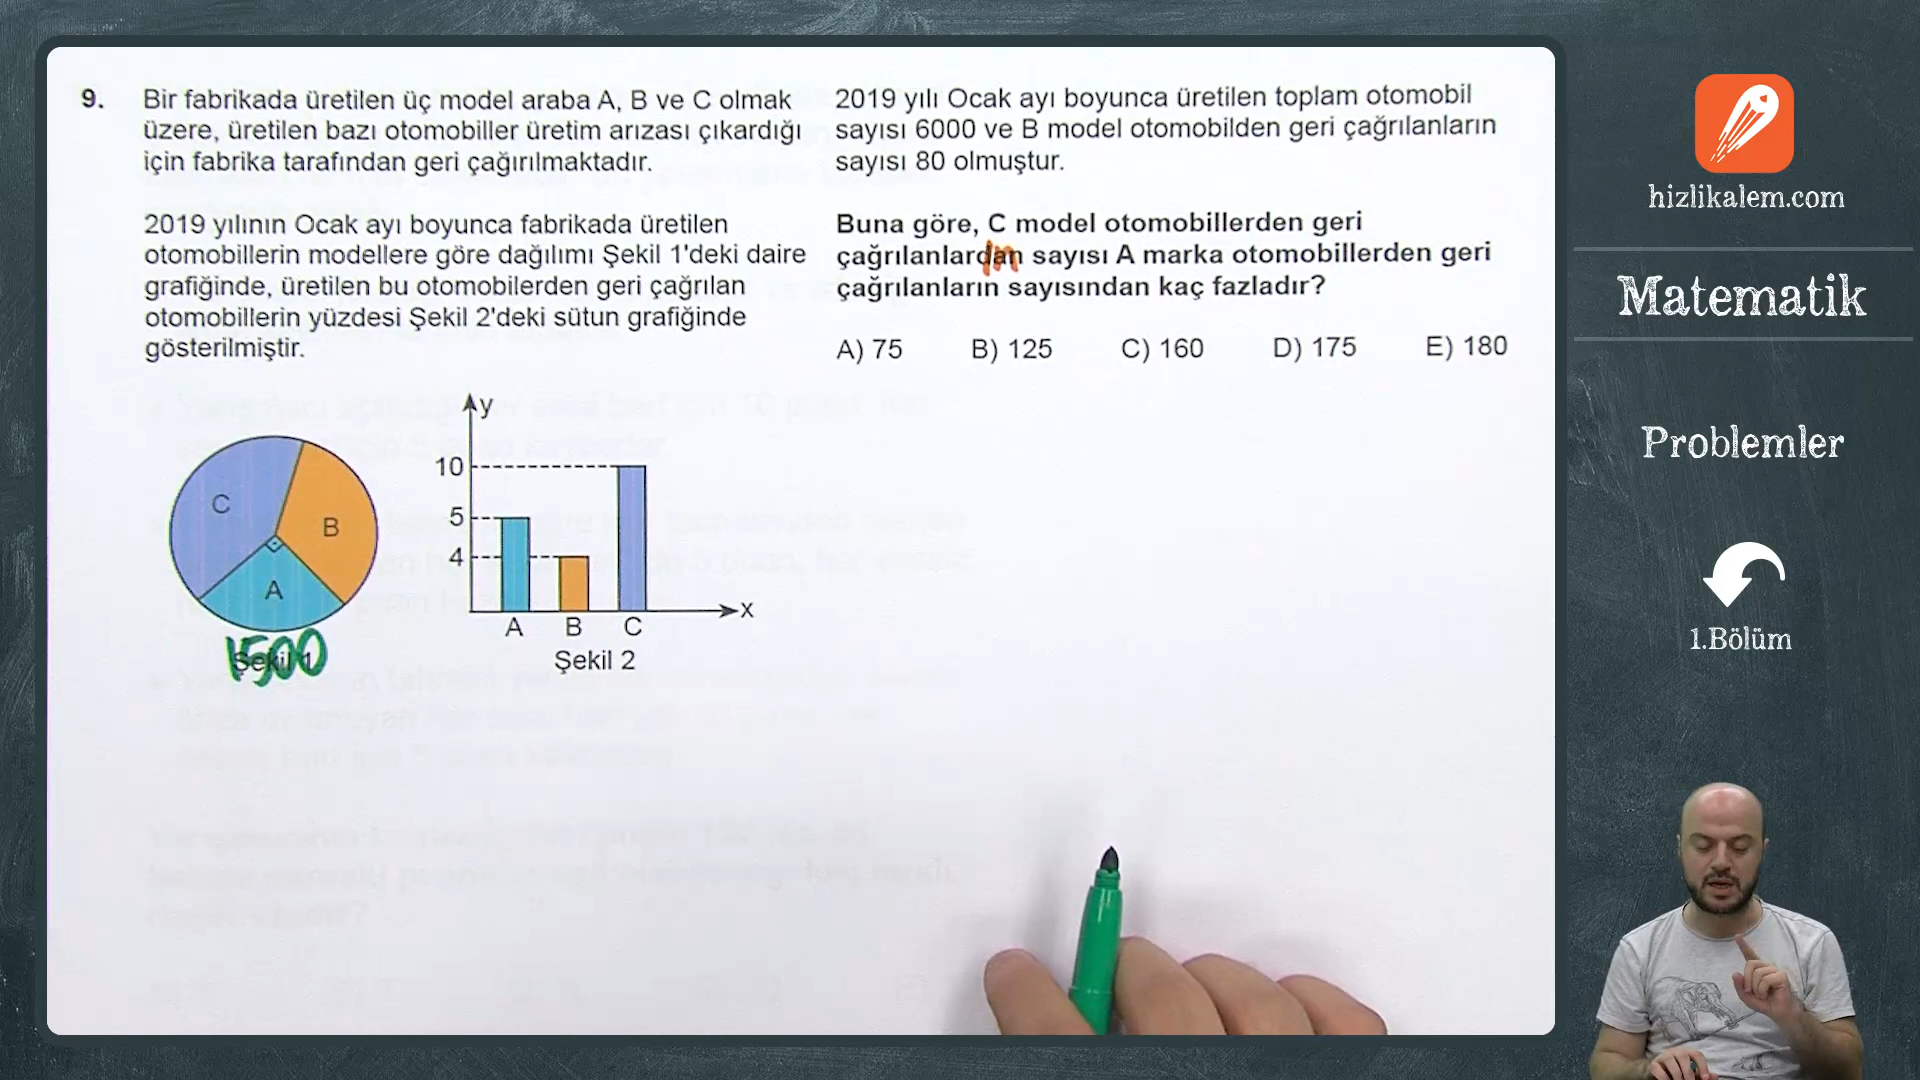 9. Bir fabrikada üretilen üç model araba A, B ve C olmak
üzere, üretilen bazı otomobiller üretim arızası çıkardığı
için fabrika tarafından geri çağırılmaktadır.
2019 yılının Ocak ayı boyunca fabrikada üretilen
otomobillerin modellere göre dağılımı Şekil 1'deki daire
grafiğinde, üretilen bu otomobilerden geri çağrılan
otomobillerin yüzdesi Şekil 2'deki sütun grafiğinde
gösterilmiştir.
C
B
A
1500
Şekil 1
y
10
5
4
x
A B C
Şekil 2
2019 yılı Ocak ayı boyunca üretilen toplam otomobil
sayısı 6000 ve B model otomobilden geri çağrılanların
sayısı 80 olmuştur.
Buna göre, C model otomobillerden geri
çağrılanlardan sayısı A marka otomobillerden geri
çağrılanların sayısından kaç fazladır?
A) 75 B) 125 C) 160 D) 175 E) 180
hizlikalem.com
Matematik
Problemler
1.Bölüm